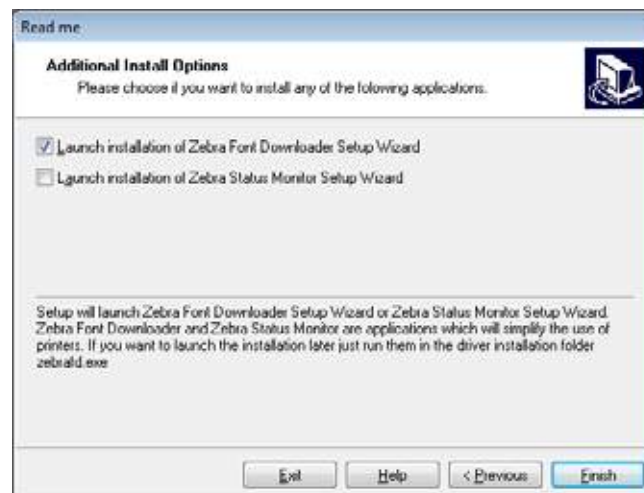 Read me
Additional Install Options
Please choose if you want to install any of the following applications.
Launch installation of Zebra Font Downloader Setup Wizard
Launch installation of Zebra Status Monitor Setup Wizard
Setup will launch Zebra Font Downloader Setup Wizard or Zebra Status Monitor Setup Wizard.
Zebra Font Downloader and Zebra Status Monitor are applications which will simplify the use of
printers. If you want to launch the installation later just run them in the driver installation folder
zebrafd.exe
Exit
Help
< Previous
Finish